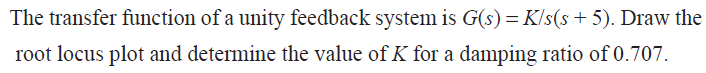 The transfer function of a unity feedback system is G(s) = K/s(s + 5). Draw the
root locus plot and determine the value of K for a damping ratio of 0.707.